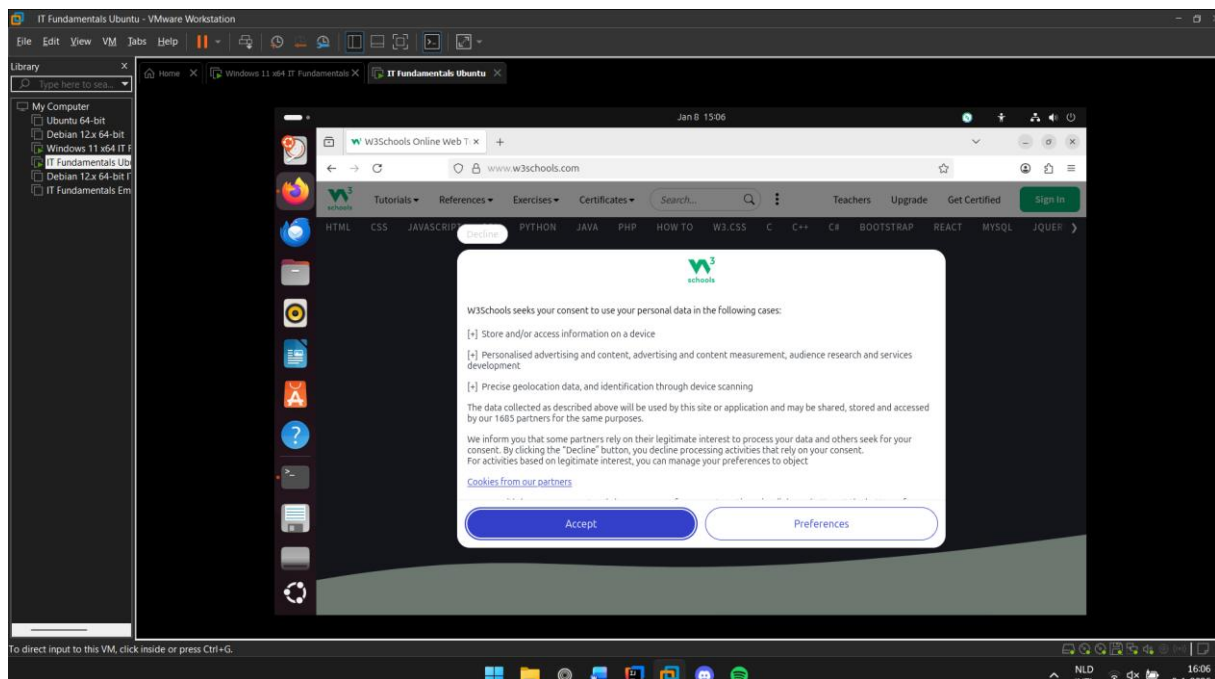 IT Fundamentals Ubuntu - VMware Workstation
File Edit View VM Tabs Help
Library X
Type here to sea...
Home X Windows 11 x64 IT Fundamentals X IT Fundamentals Ubuntu X
My Computer
Ubuntu 64-bit
Debian 12.x 64-bit
Windows 11 x64 IT F
IT Fundamentals Ub
Debian 12.x 64-bit
IT Fundamentals Em
Jan 8 15:06
W3Schools Online Web T × +
www.w3schools.com
W3 schools Tutorials References Exercises Certificates Search... Teachers Upgrade Get Certified Sign In
HTML CSS JAVASCRIPT PYTHON JAVA PHP HOW TO W3.CSS C C++ C# BOOTSTRAP REACT MYSQL JQUER
Decline
W3 schools
W3Schools seeks your consent to use your personal data in the following cases:
[+] Store and/or access information on a device
[+] Personalised advertising and content, advertising and content measurement, audience research and services
development
[+] Precise geolocation data, and identification through device scanning
The data collected as described above will be used by this site or application and may be shared, stored and accessed
by our 1685 partners for the same purposes.
We inform you that some partners rely on their legitimate interest to process your data and others seek for your
consent. By clicking the "Decline" button, you decline processing activities that rely on your consent.
For activities based on legitimate interest, you can manage your preferences to object
Cookies from our partners
Accept Preferences
To direct input to this VM, click inside or press Ctrl+G.
NLD 16:06